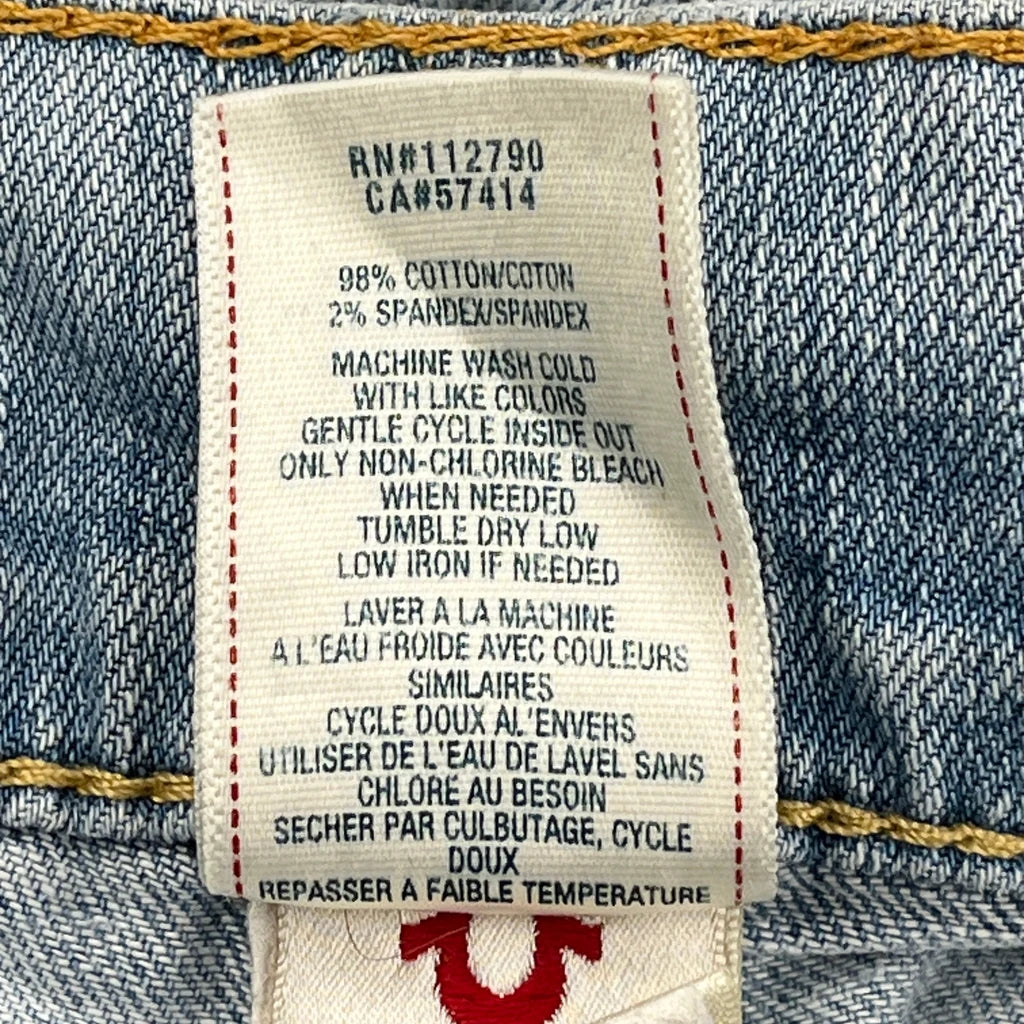 RN#112790
CA#57414
98% COTTON/COTON
2% SPANDEX/SPANDEX
MACHINE WASH COLD
WITH LIKE COLORS
GENTLE CYCLE INSIDE OUT
ONLY NON-CHLORINE BLEACH
WHEN NEEDED
TUMBLE DRY LOW
LOW IRON IF NEEDED
LAVER A LA MACHINE
A L'EAU FROIDE AVEC COULEURS
SIMILAIRES
CYCLE DOUX AL'ENVERS
UTILISER DE L'EAU DE LAVEL SANS
CHLORE AU BESOIN
SECHER PAR CULBUTAGE, CYCLE
DOUX
REPASSER A FAIBLE TEMPERATURE